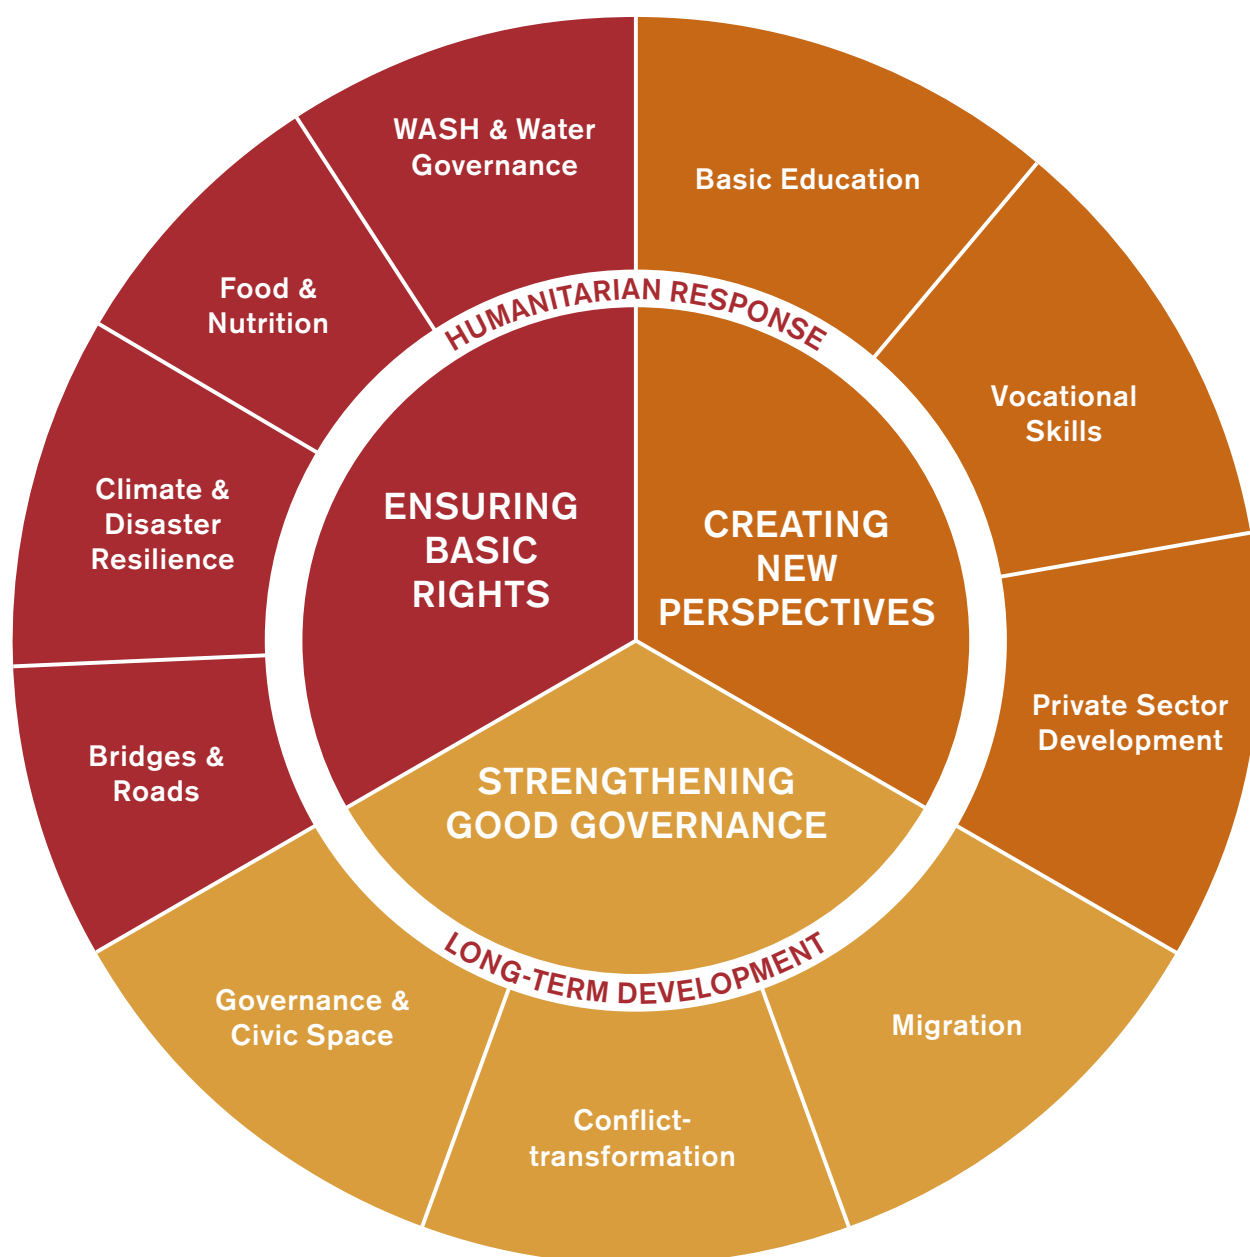 WASH & Water
Governance
Basic Education
Food &
Nutrition
HUMANITARIAN RESPONSE
Vocational
Skills
Climate &
Disaster
Resilience
ENSURING
BASIC
RIGHTS
CREATING
NEW
PERSPECTIVES
Bridges &
Roads
Private Sector
Development
STRENGTHENING
GOOD GOVERNANCE
LONG-TERM DEVELOPMENT
Governance &
Civic Space
Conflict-
transformation
Migration